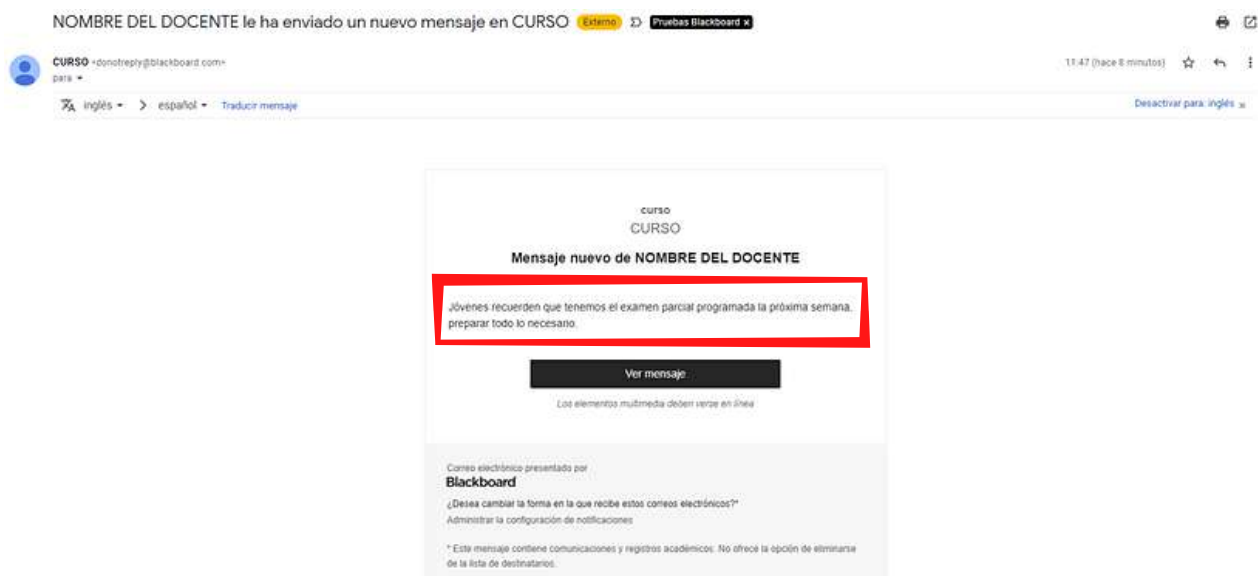 NOMBRE DEL DOCENTE le ha enviado un nuevo mensaje en CURSO Externo Pruebas Blackboard x
CURSO <donotreply@blackboard.com>
11:47 (hace 8 minutos)
para
inglés > español Traducir mensaje
Desactivar para: inglés x
curso
CURSO
Mensaje nuevo de NOMBRE DEL DOCENTE
Jóvenes recuerden que tenemos el examen parcial programada la próxima semana,
preparar todo lo necesario.
Ver mensaje
Los elementos multimedia deben verse en línea
Correo electrónico presentado por
Blackboard
¿Desea cambiar la forma en la que recibe estos correos electrónicos?*
Administrar la configuración de notificaciones
* Este mensaje contiene comunicaciones y registros académicos. No ofrece la opción de eliminarse
de la lista de destinatarios.